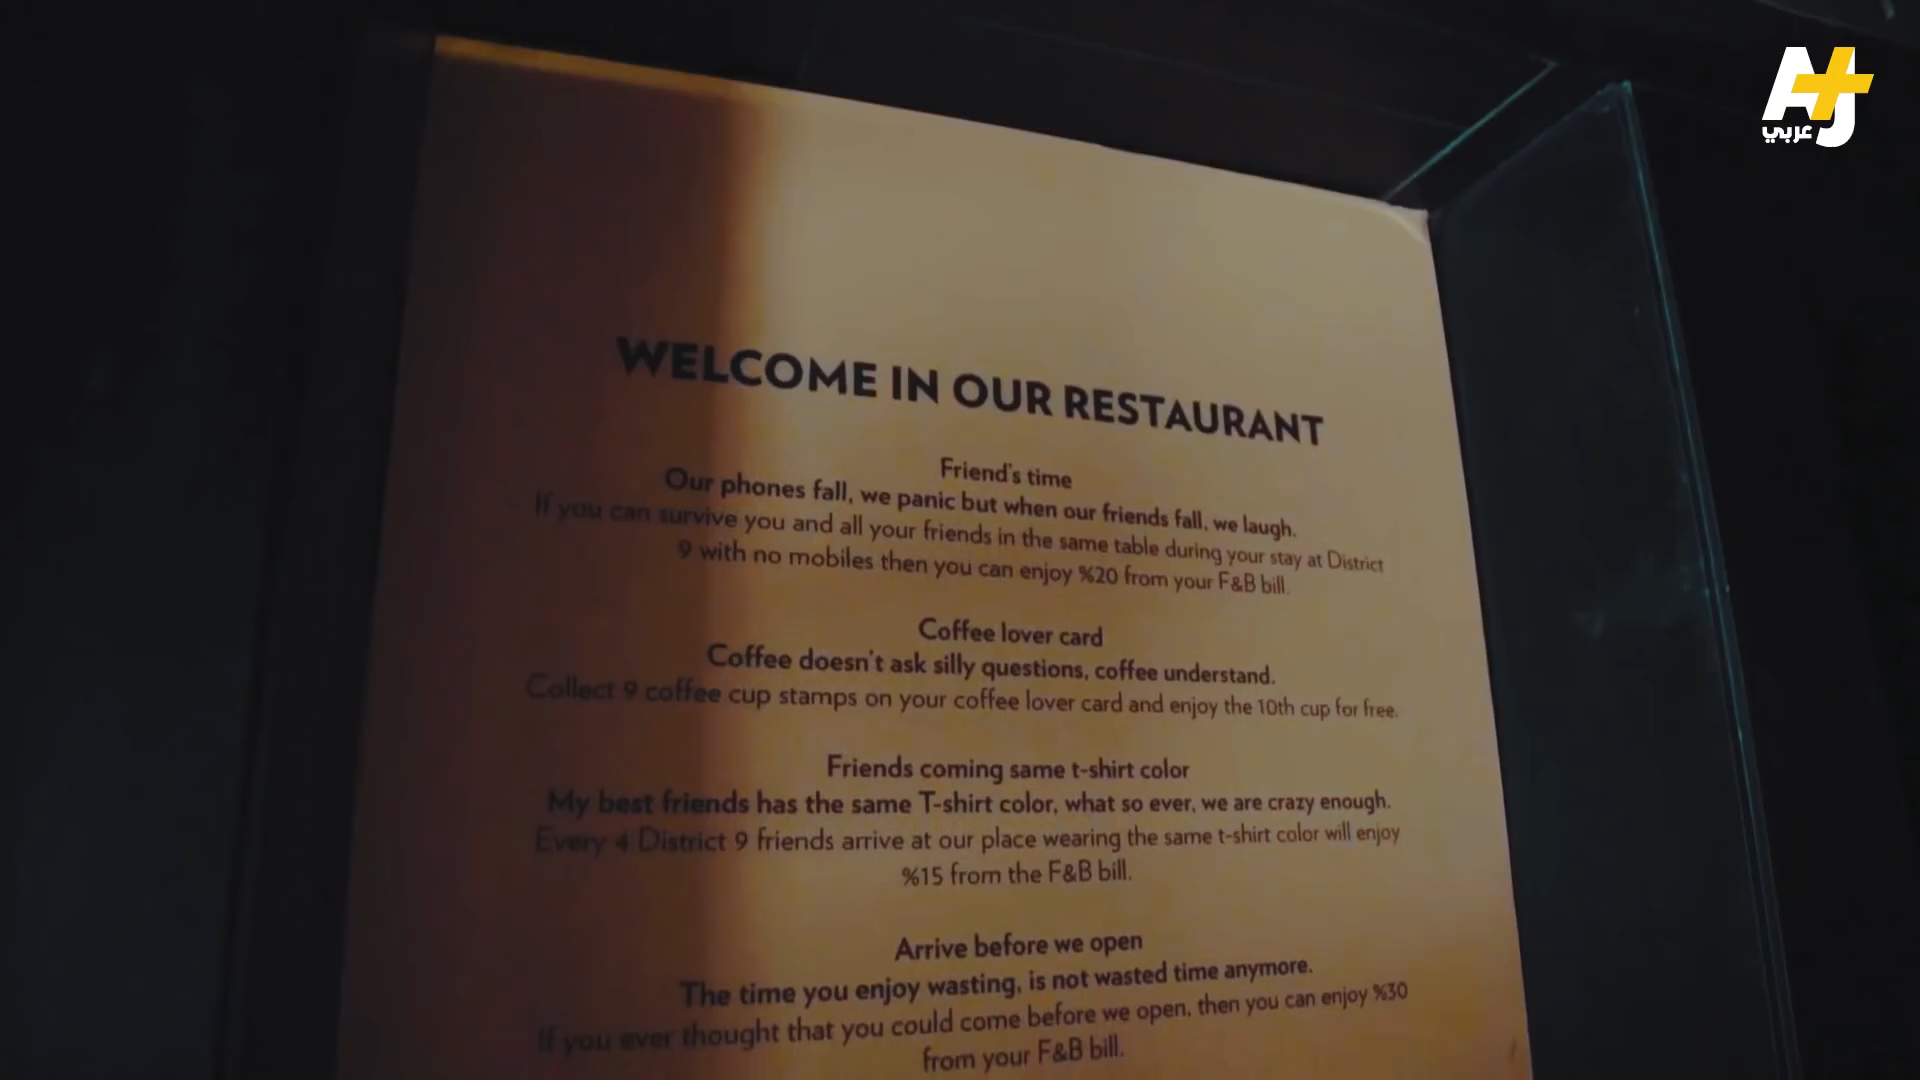 AJ+
عربي
WELCOME IN OUR RESTAURANT
Friend's time
Our phones fall, we panic but when our friends fall, we laugh.
If you can survive you and all your friends in the same table during your stay at District
9 with no mobiles then you can enjoy %20 from your F&B bill.
Coffee lover card
Coffee doesn't ask silly questions, coffee understand.
Collect 9 coffee cup stamps on your coffee lover card and enjoy the 10th cup for free.
Friends coming same t-shirt color
My best friends has the same T-shirt color, what so ever, we are crazy enough.
Every 4 District 9 friends arrive at our place wearing the same t-shirt color will enjoy
%15 from the F&B bill.
Arrive before we open
The time you enjoy wasting, is not wasted time anymore.
If you ever thought that you could come before we open, then you can enjoy %30
from your F&B bill.